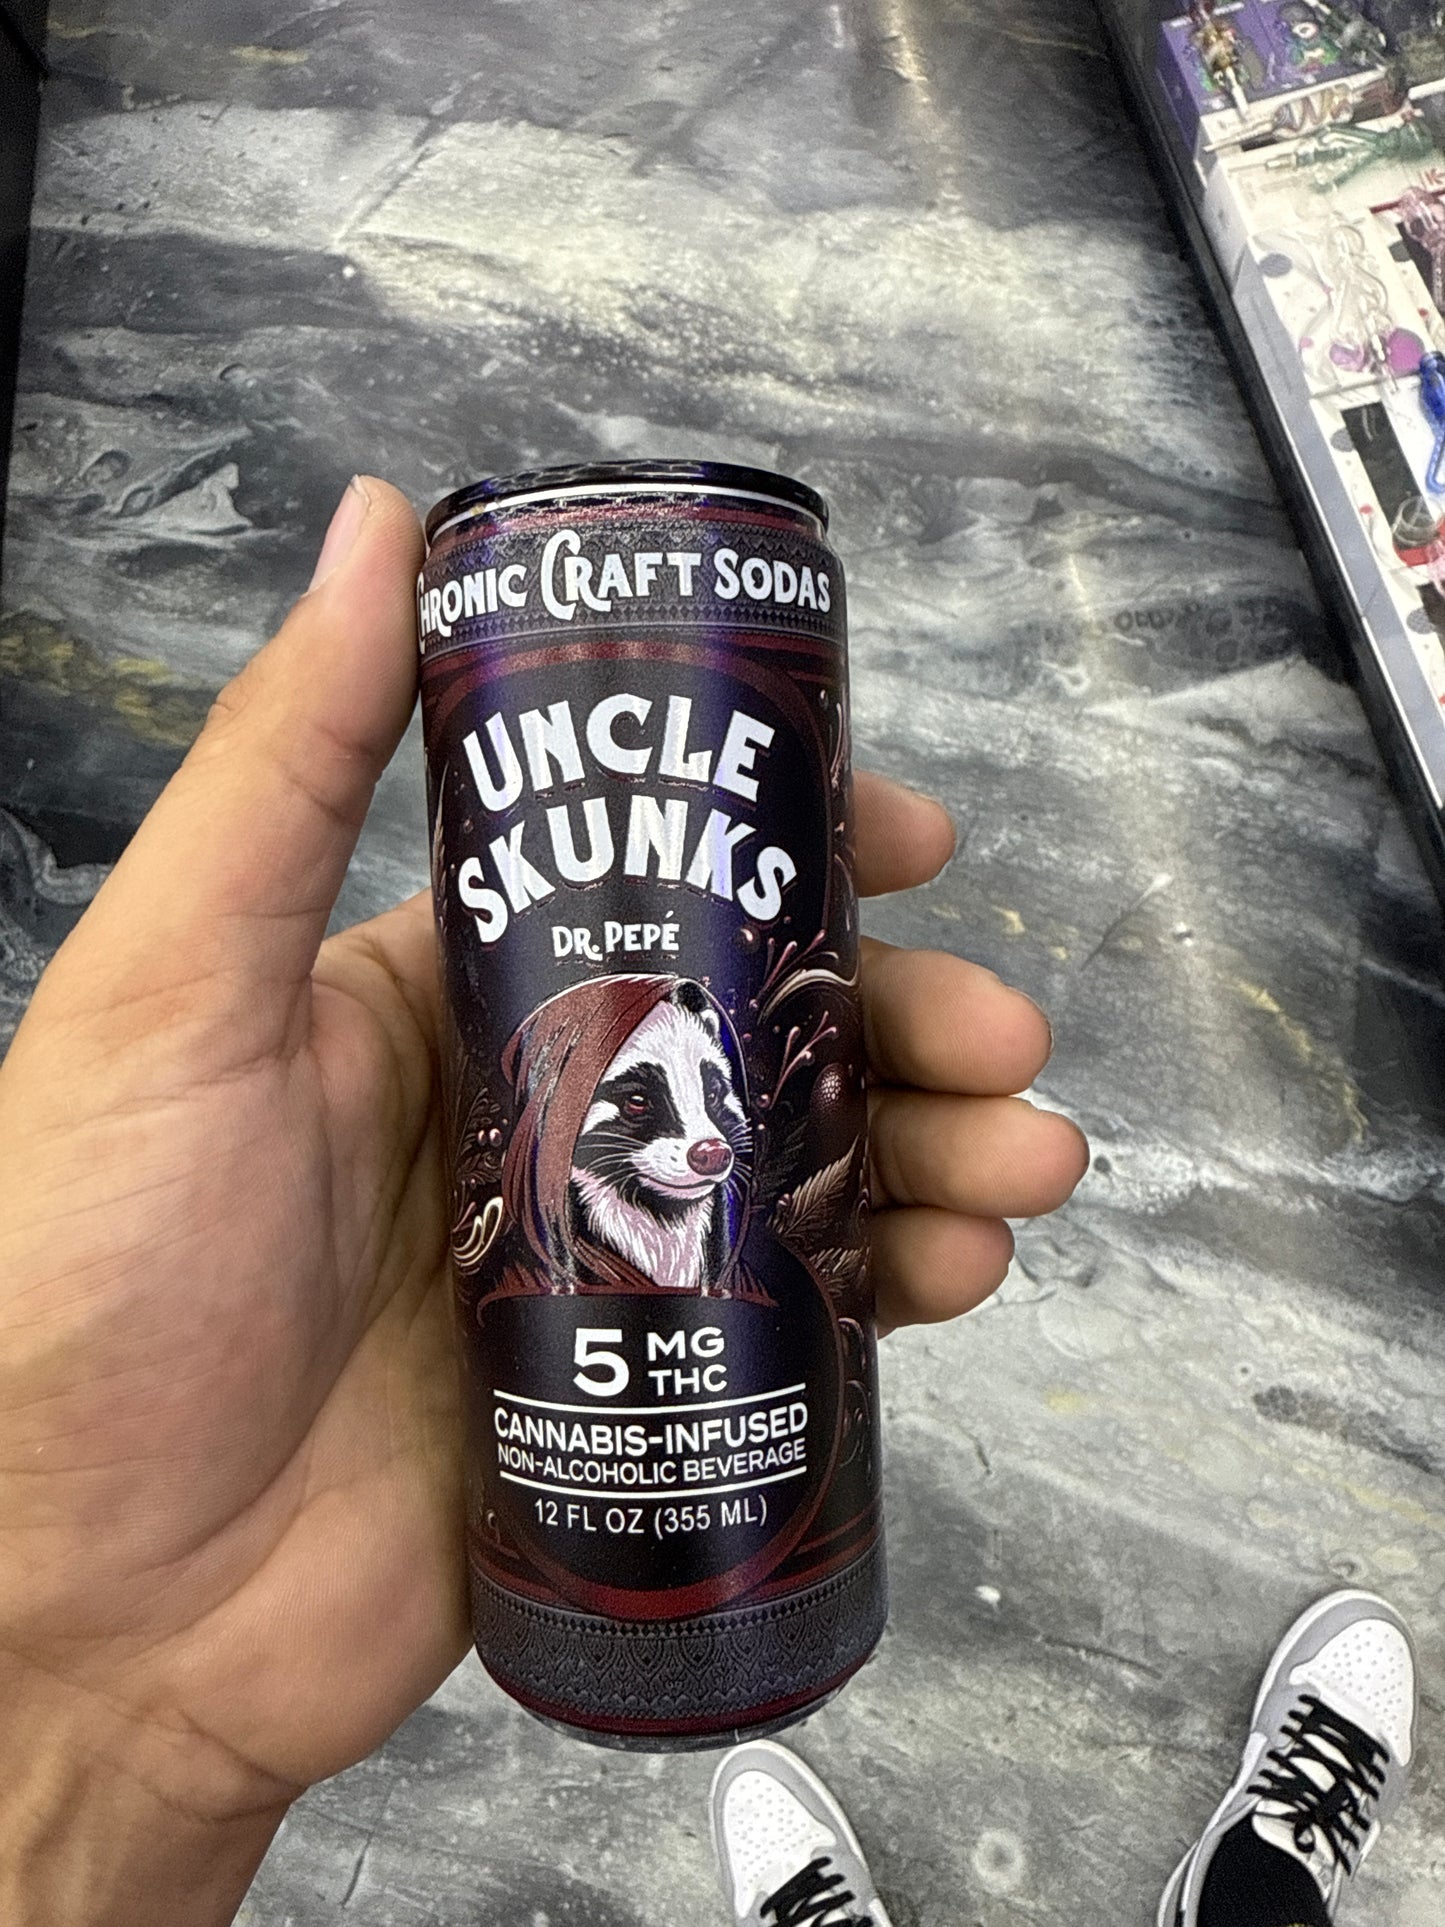 CHRONIC CRAFT SODAS
UNCLE
SKUNKS
DR. PEPÉ
5 MG
THC
CANNABIS-INFUSED
NON-ALCOHOLIC BEVERAGE
12 FL OZ (355 ML)